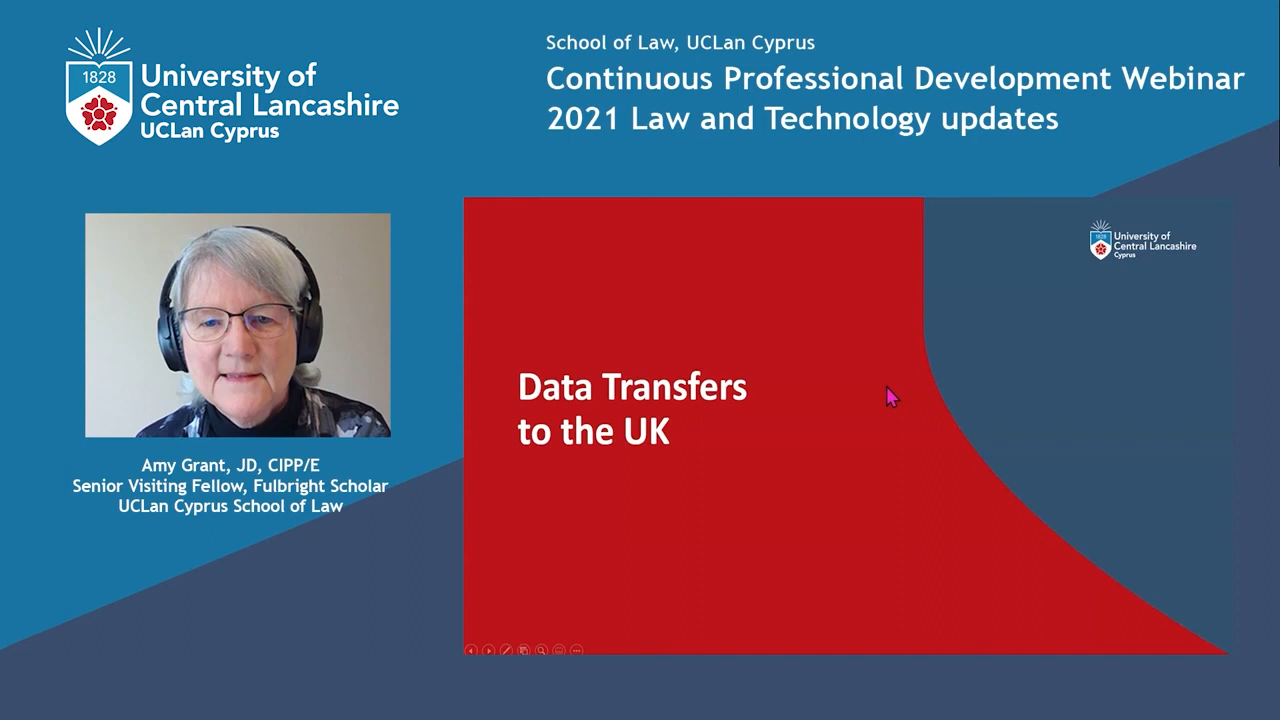 1828
University of
Central Lancashire
UCLan Cyprus
School of Law, UCLan Cyprus
Continuous Professional Development Webinar
2021 Law and Technology updates
1828
University of
Central Lancashire
Cyprus
Data Transfers
to the UK
Amy Grant, JD, CIPP/E
Senior Visiting Fellow, Fulbright Scholar
UCLan Cyprus School of Law